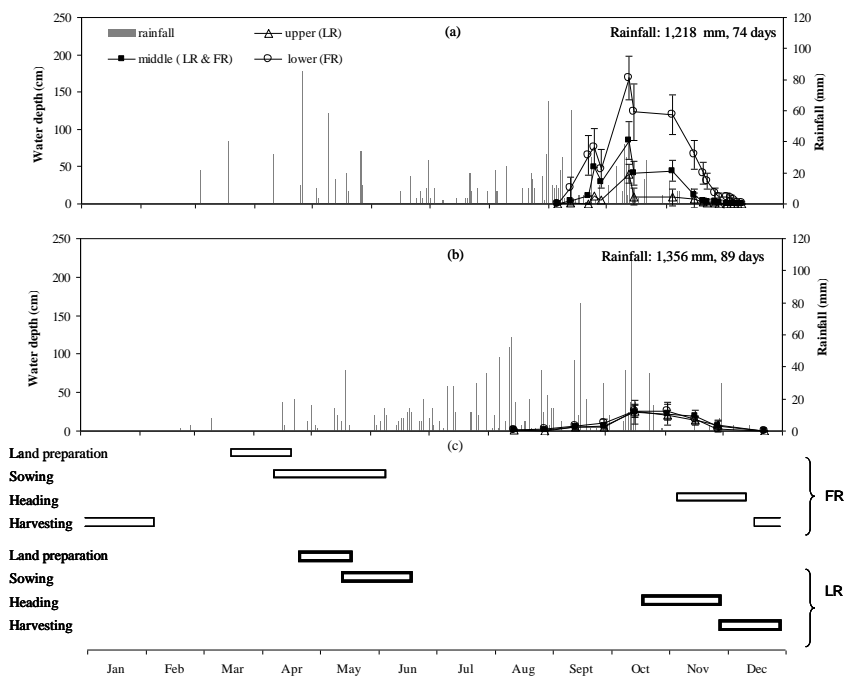 250
200
150
100
50
0
Water depth (cm)
rainfall
upper (LR)
middle ( LR & FR)
lower (FR)
(a)
Rainfall: 1,218 mm, 74 days
120
100
80
60
40
20
0
Rainfall (mm)
250
200
150
100
50
0
Water depth (cm)
(b)
Rainfall: 1,356 mm, 89 days
120
100
80
60
40
20
0
Rainfall (mm)
(c)
Land preparation
Sowing
Heading
Harvesting
FR
Land preparation
Sowing
Heading
Harvesting
LR
Jan Feb Mar Apr May Jun Jul Aug Sept Oct Nov Dec